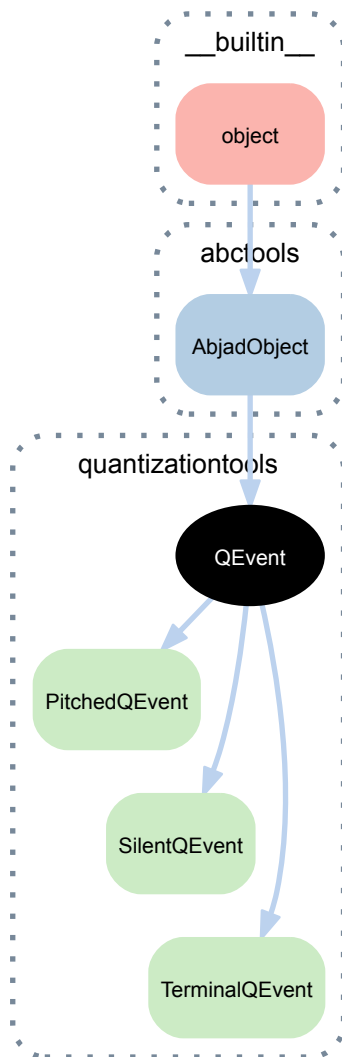 __builtin__
object
abctools
AbjadObject
quantizationtools
QEvent
PitchedQEvent
SilentQEvent
TerminalQEvent